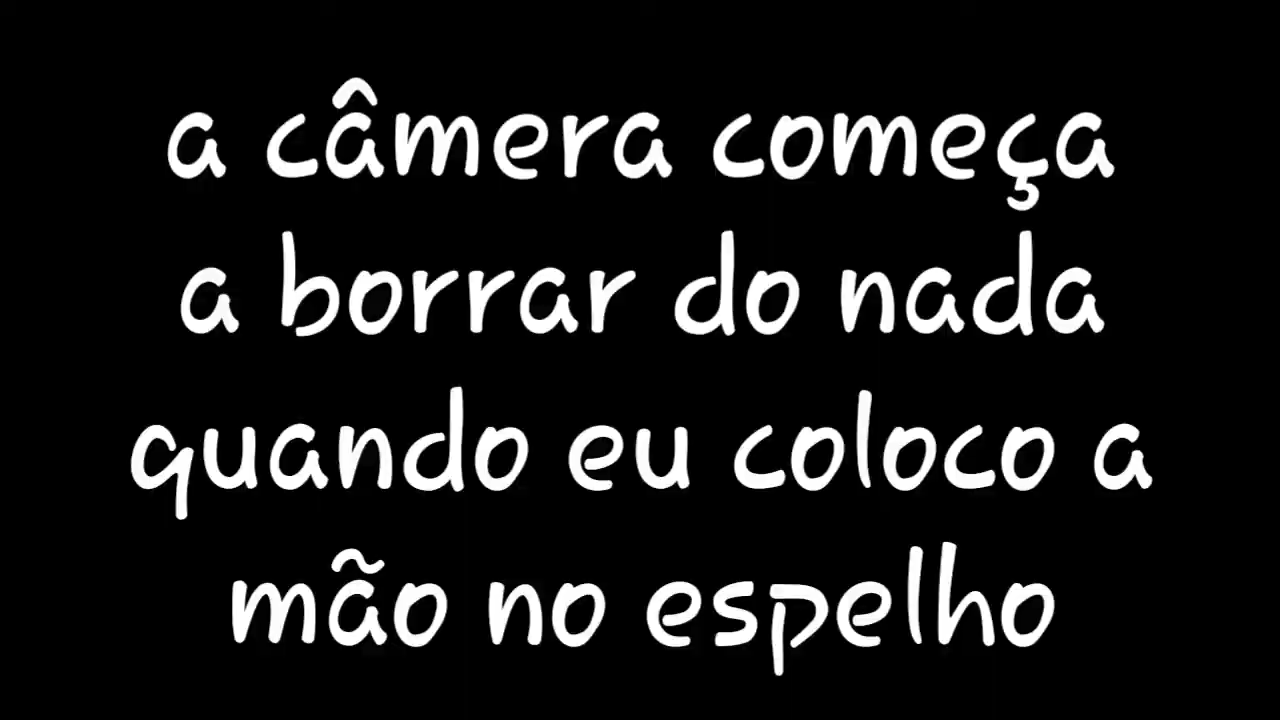 a câmera começa
a borrar do nada
quando eu coloco a
mão no espelho